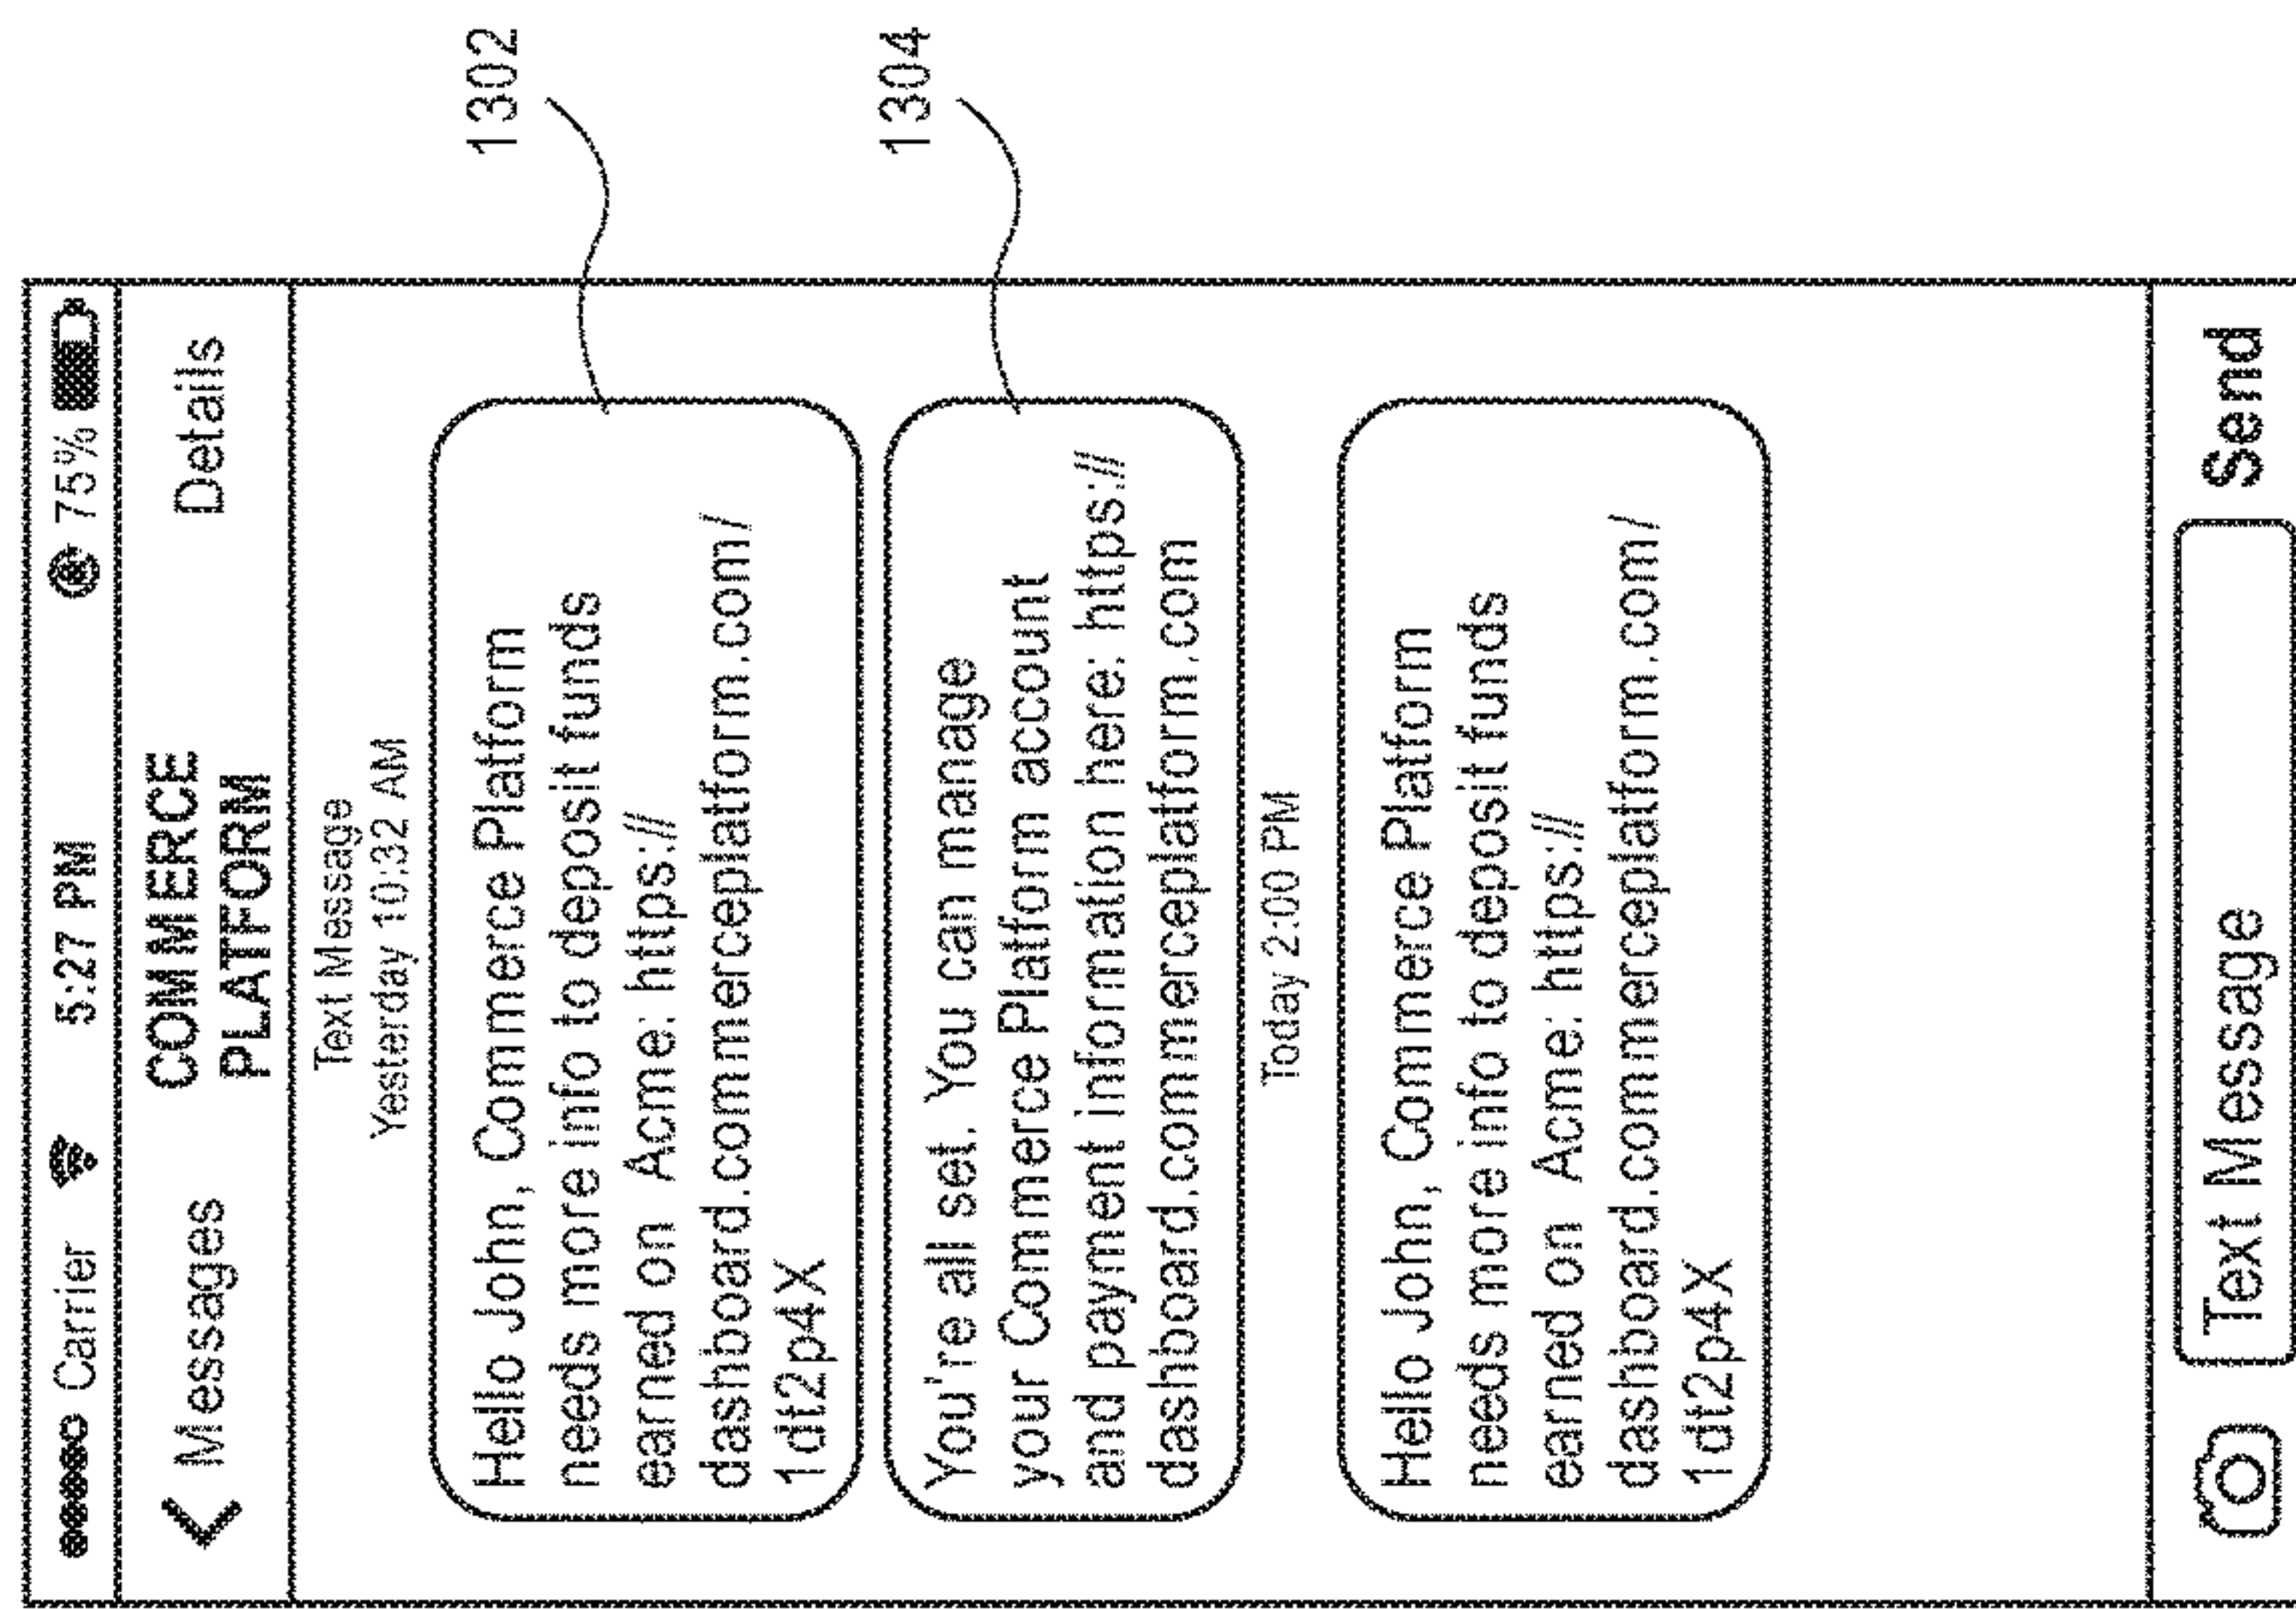 Carrier 5:27 PM @ 75%
Messages COMMERCE PLATFORM Details
Text Message
Yesterday 10:32 AM
Hello John, Commerce Platform
needs more info to deposit funds
earned on Acme: https://
dashboard.commerceplatform.com/
1dt2p4X
1302
You're all set. You can manage
your Commerce Platform account
and payment information here: https://
dashboard.commerceplatform.com
1304
Today 2:00 PM
Hello John, Commerce Platform
needs more info to deposit funds
earned on Acme: https://
dashboard.commerceplatform.com/
1dt2p4X
Text Message Send